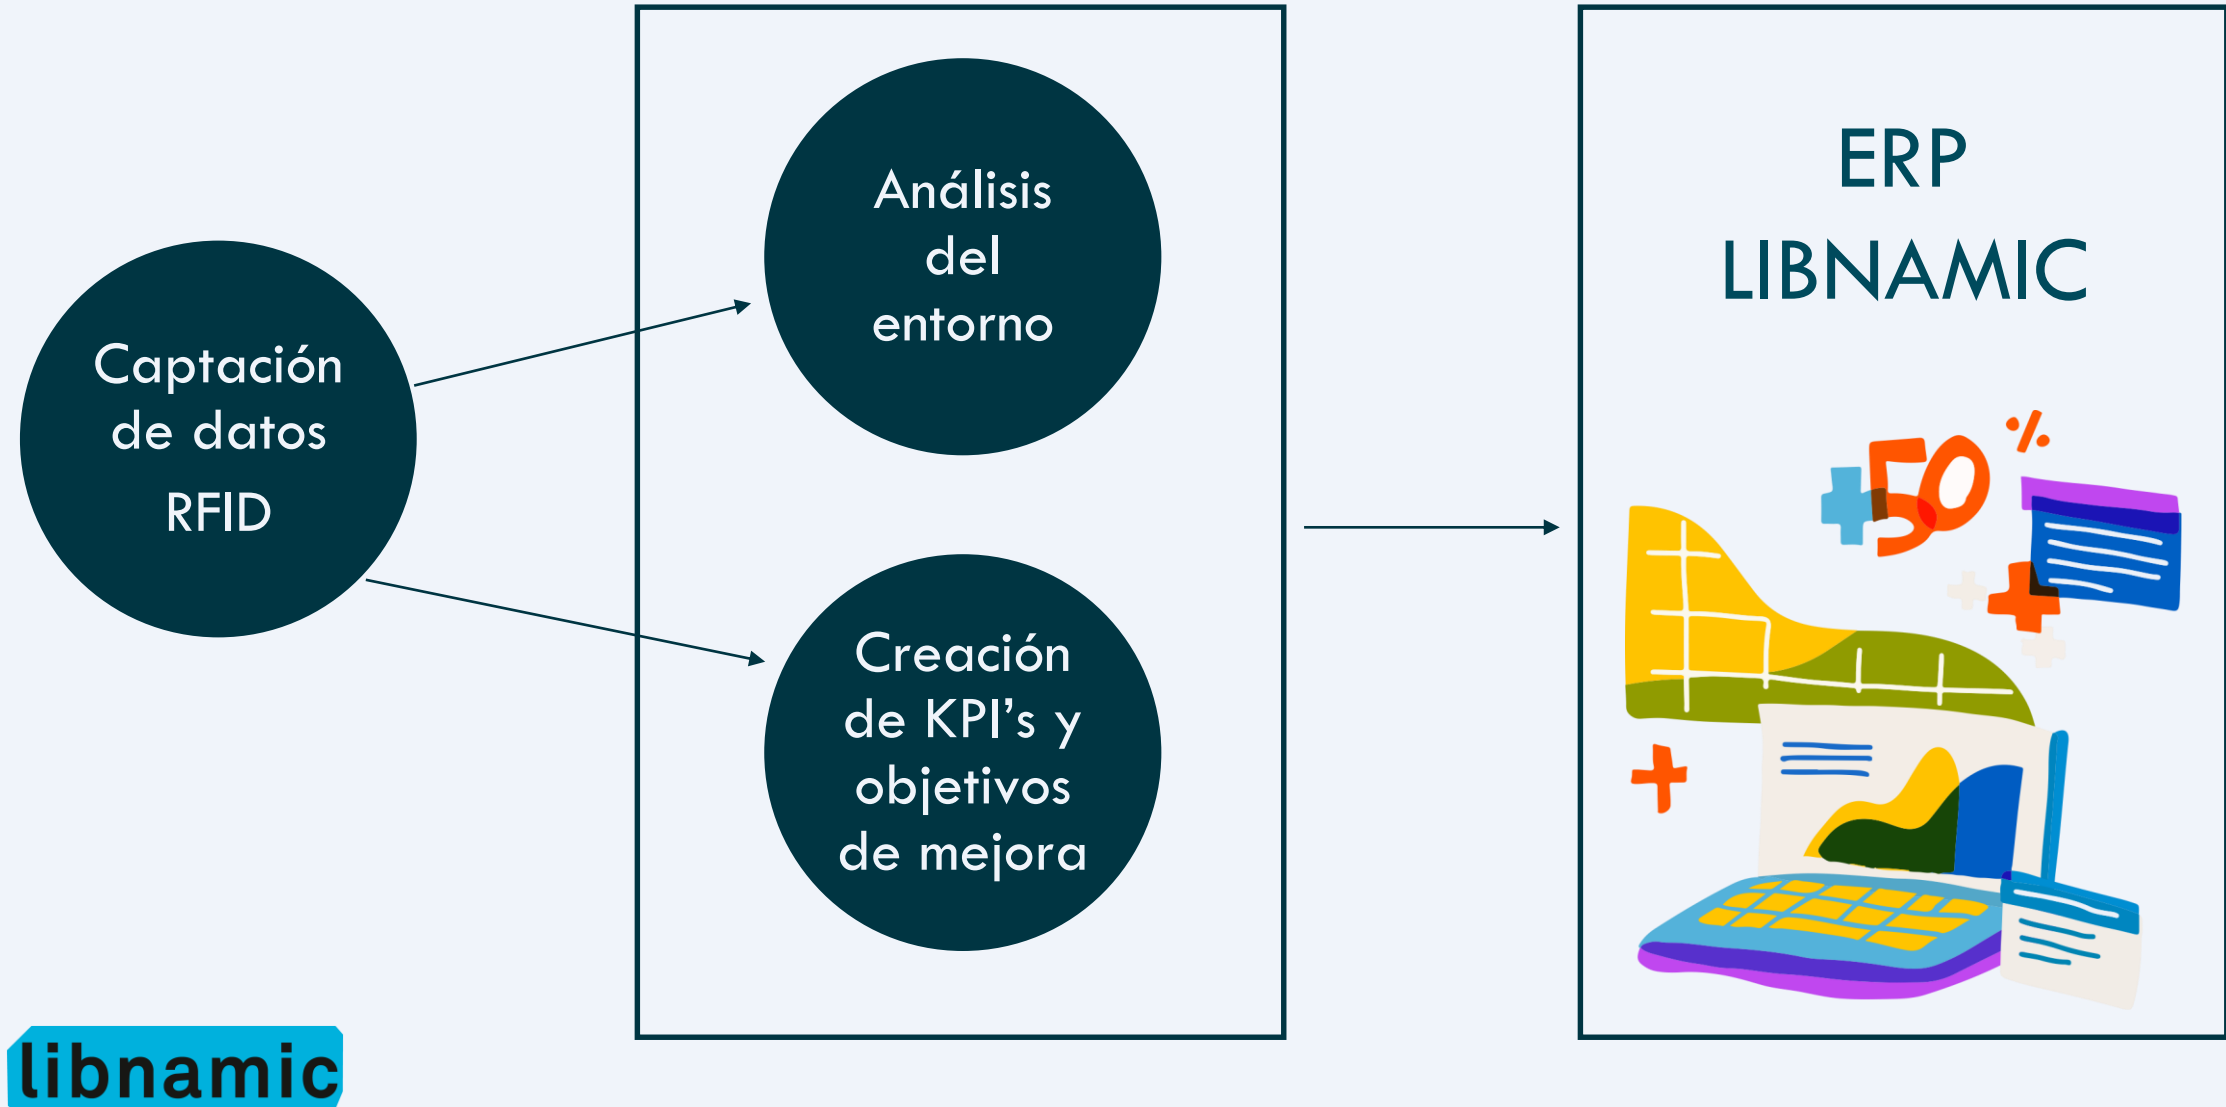 Captación
de datos
RFID
Análisis
del
entorno
Creación
de KPI’s y
objetivos
de mejora
ERP
LIBNAMIC
+50%
libnamic